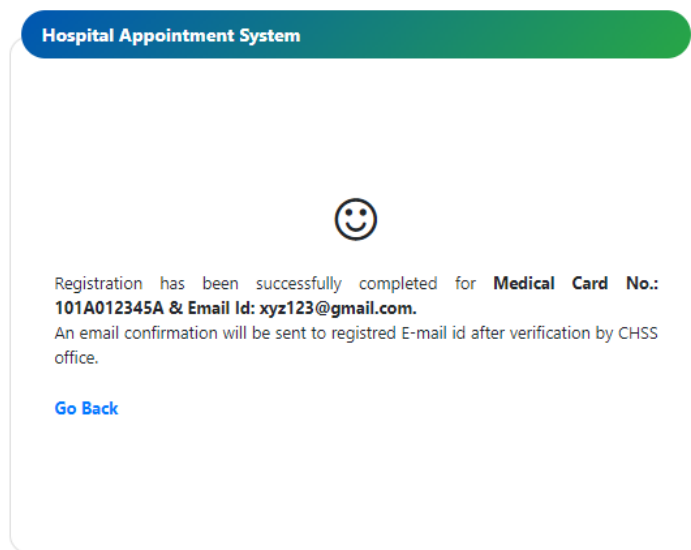 Hospital Appointment System
Registration has been successfully completed for Medical Card No.:
101A012345A & Email Id: xyz123@gmail.com.
An email confirmation will be sent to registred E-mail id after verification by CHSS
office.
Go Back